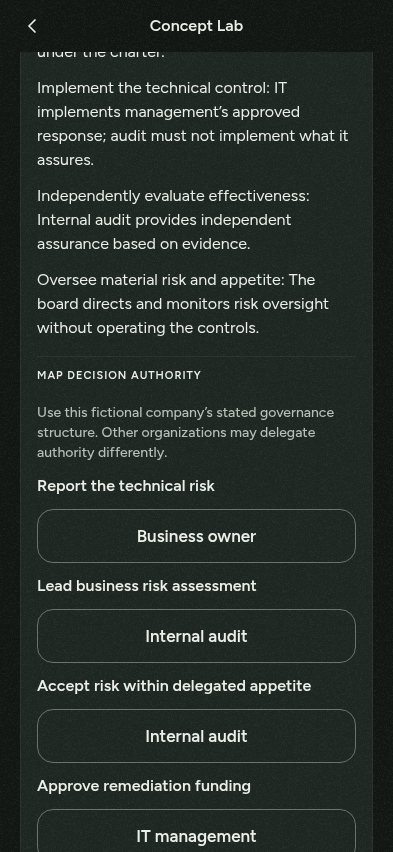 Concept Lab
under the charter.
Implement the technical control: IT
implements management’s approved
response; audit must not implement what it
assures.
Independently evaluate effectiveness:
Internal audit provides independent
assurance based on evidence.
Oversee material risk and appetite: The
board directs and monitors risk oversight
without operating the controls.
MAP DECISION AUTHORITY
Use this fictional company’s stated governance
structure. Other organizations may delegate
authority differently.
Report the technical risk
Business owner
Lead business risk assessment
Internal audit
Accept risk within delegated appetite
Internal audit
Approve remediation funding
IT management